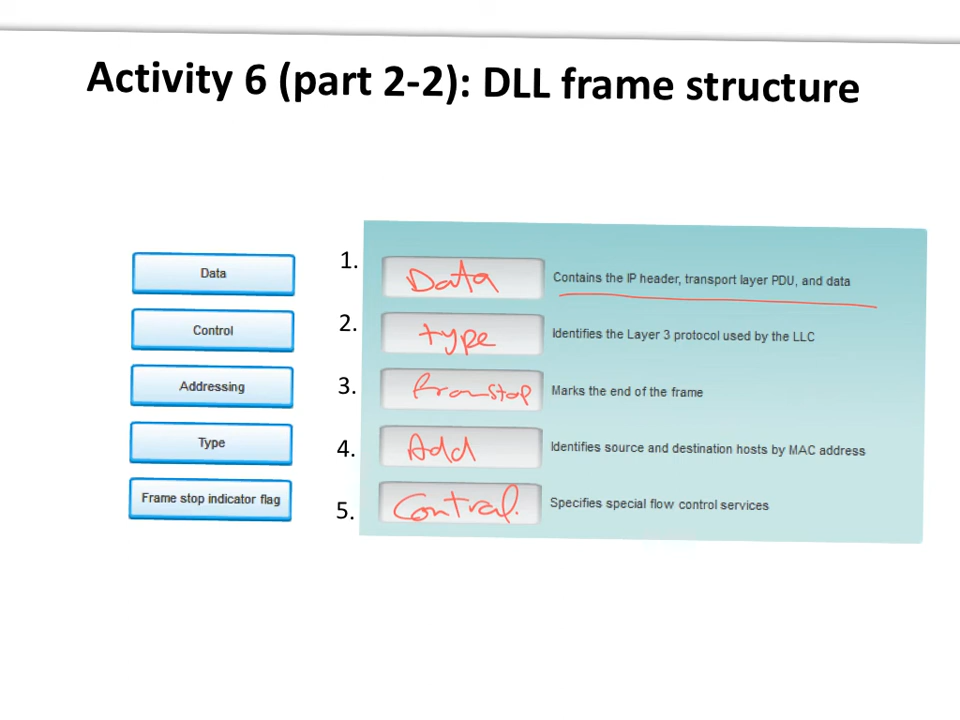 Activity 6 (part 2-2): DLL frame structure
Data
Control
Addressing
Type
Frame stop indicator flag
1. Data Contains the IP header, transport layer PDU, and data
2. type Identifies the Layer 3 protocol used by the LLC
3. Marks the end of the frame
4. Add Identifies source and destination hosts by MAC address
5. Control. Specifies special flow control services